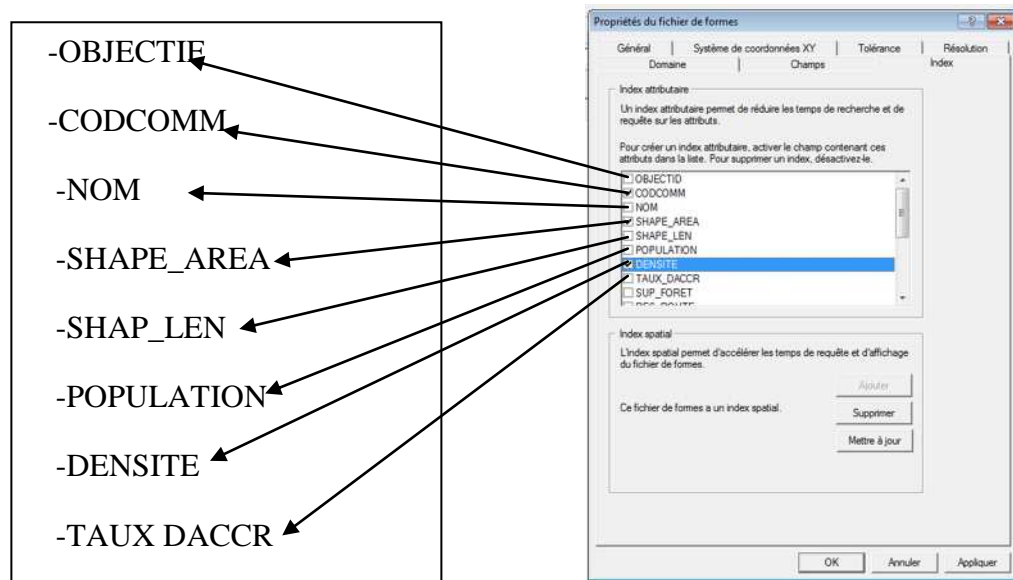 -OBJECTIE
-CODCOMM
-NOM
-SHAPE_AREA
-SHAP_LEN
-POPULATION
-DENSITE
-TAUX DACCR
Propriétés du fichier de formes
Général
Système de coordonnées XY
Tolérance
Résolution
Domaine
Champs
Index
Index attributaire
Un index attributaire permet de réduire les temps de recherche et de
requête sur les attributs.
Pour créer un index attributaire, activer le champ contenant ces
attributs dans la liste. Pour supprimer un index, désactivez-le.
OBJECTID
CODCOMM
NOM
SHAPE_AREA
SHAPE_LEN
POPULATION
DENSITE
TAUX_DACCR
SUP_FORET
Index spatial
L'index spatial permet d'accélérer les temps de requête et d'affichage
du fichier de formes.
Ajouter
Ce fichier de formes a un index spatial.
Supprimer
Mettre à jour
OK
Annuler
Appliquer